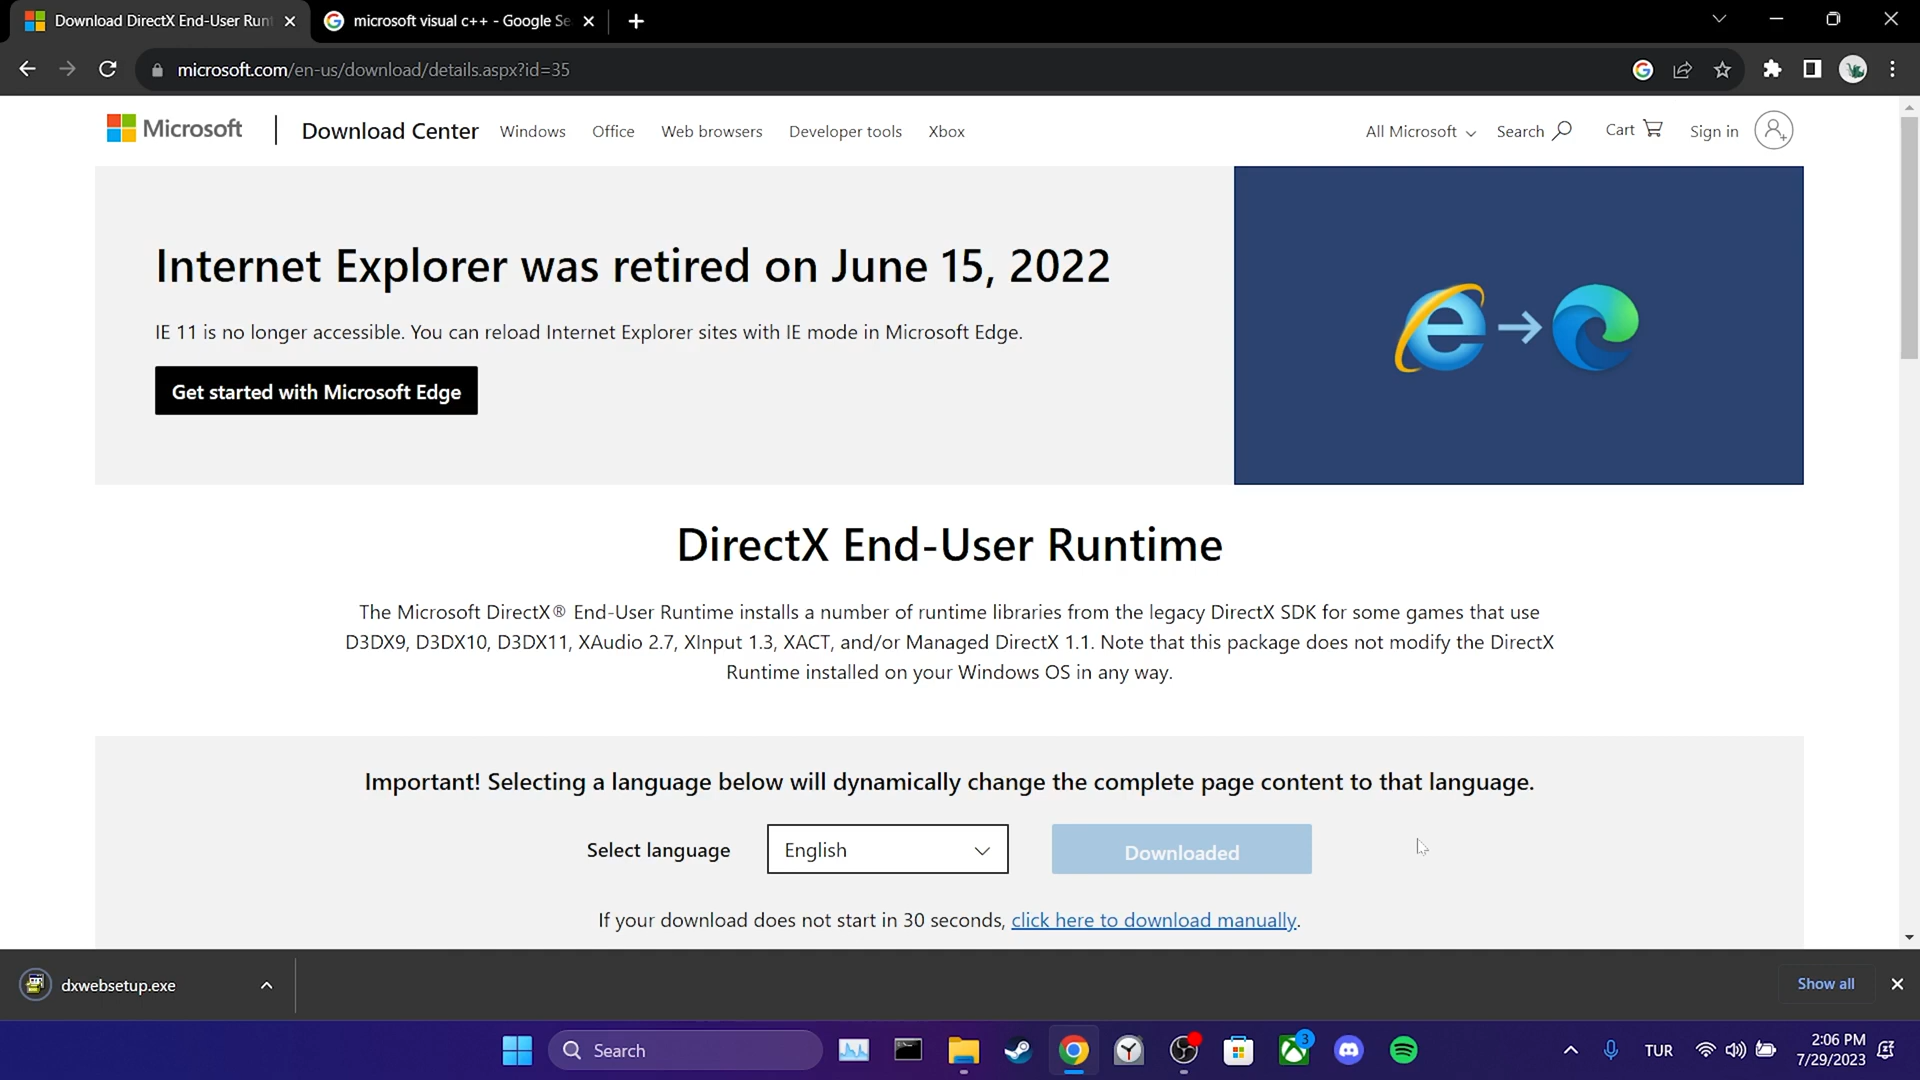 Download DirectX End-User Runt
microsoft visual c++ - Google Se
microsoft.com/en-us/download/details.aspx?id=35
Microsoft
Download Center
Windows
Office
Web browsers
Developer tools
Xbox
All Microsoft
Search
Cart
Sign in
Internet Explorer was retired on June 15, 2022
IE 11 is no longer accessible. You can reload Internet Explorer sites with IE mode in Microsoft Edge.
Get started with Microsoft Edge
DirectX End-User Runtime
The Microsoft DirectX® End-User Runtime installs a number of runtime libraries from the legacy DirectX SDK for some games that use
D3DX9, D3DX10, D3DX11, XAudio 2.7, XInput 1.3, XACT, and/or Managed DirectX 1.1. Note that this package does not modify the DirectX
Runtime installed on your Windows OS in any way.
Important! Selecting a language below will dynamically change the complete page content to that language.
Select language
English
Downloaded
If your download does not start in 30 seconds, click here to download manually.
dxwebsetup.exe
Show all
Search
3
TUR
2:06 PM
7/29/2023